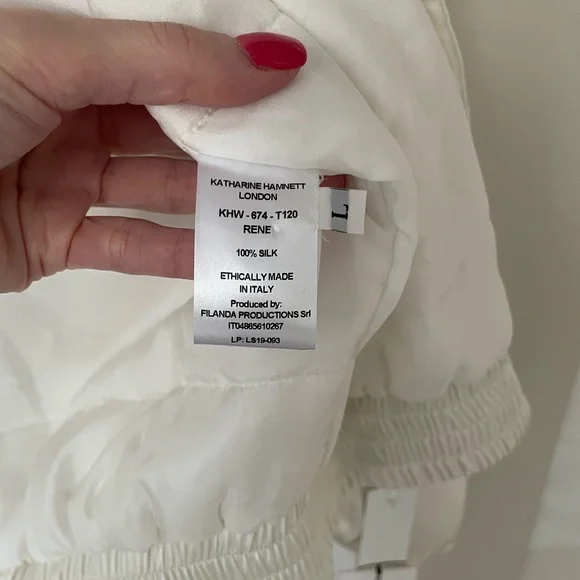 KATHARINE HAMNETT
LONDON
KHW - 674 - T120
RENE
100% SILK
ETHICALLY MADE
IN ITALY
Produced by:
FILANDA PRODUCTIONS Srl
IT04865610267
LP: LS19-093
L